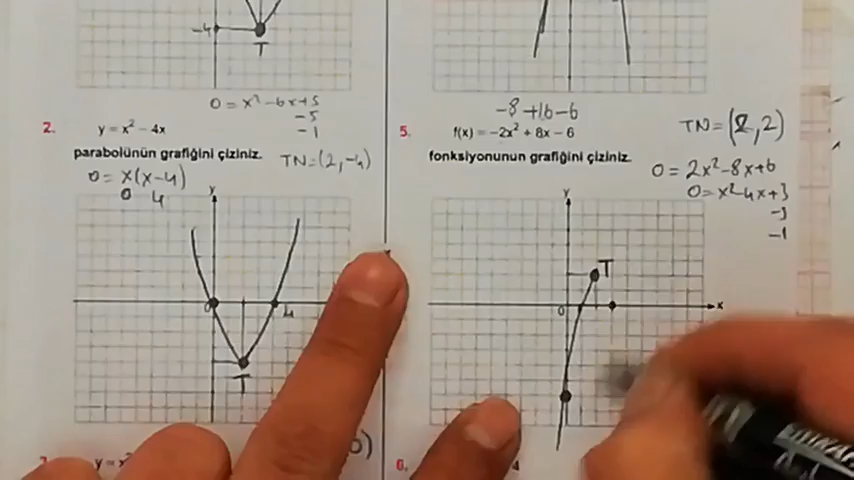 -4
T
0 = x² - 6x + 5
-5
-1
2.
y = x² – 4x
parabolünün grafiğini çiziniz.
TN = (2, -4)
0 = x(x-4)
0 4
y
0
4
T
-8 + 16 - 6
5.
f(x) = –2x² + 8x – 6
TN = (2, 2)
fonksiyonunun grafiğini çiziniz.
0 = 2x² - 8x + 6
0 = x² - 4x + 3
-3
-1
y
T
0
x
6.